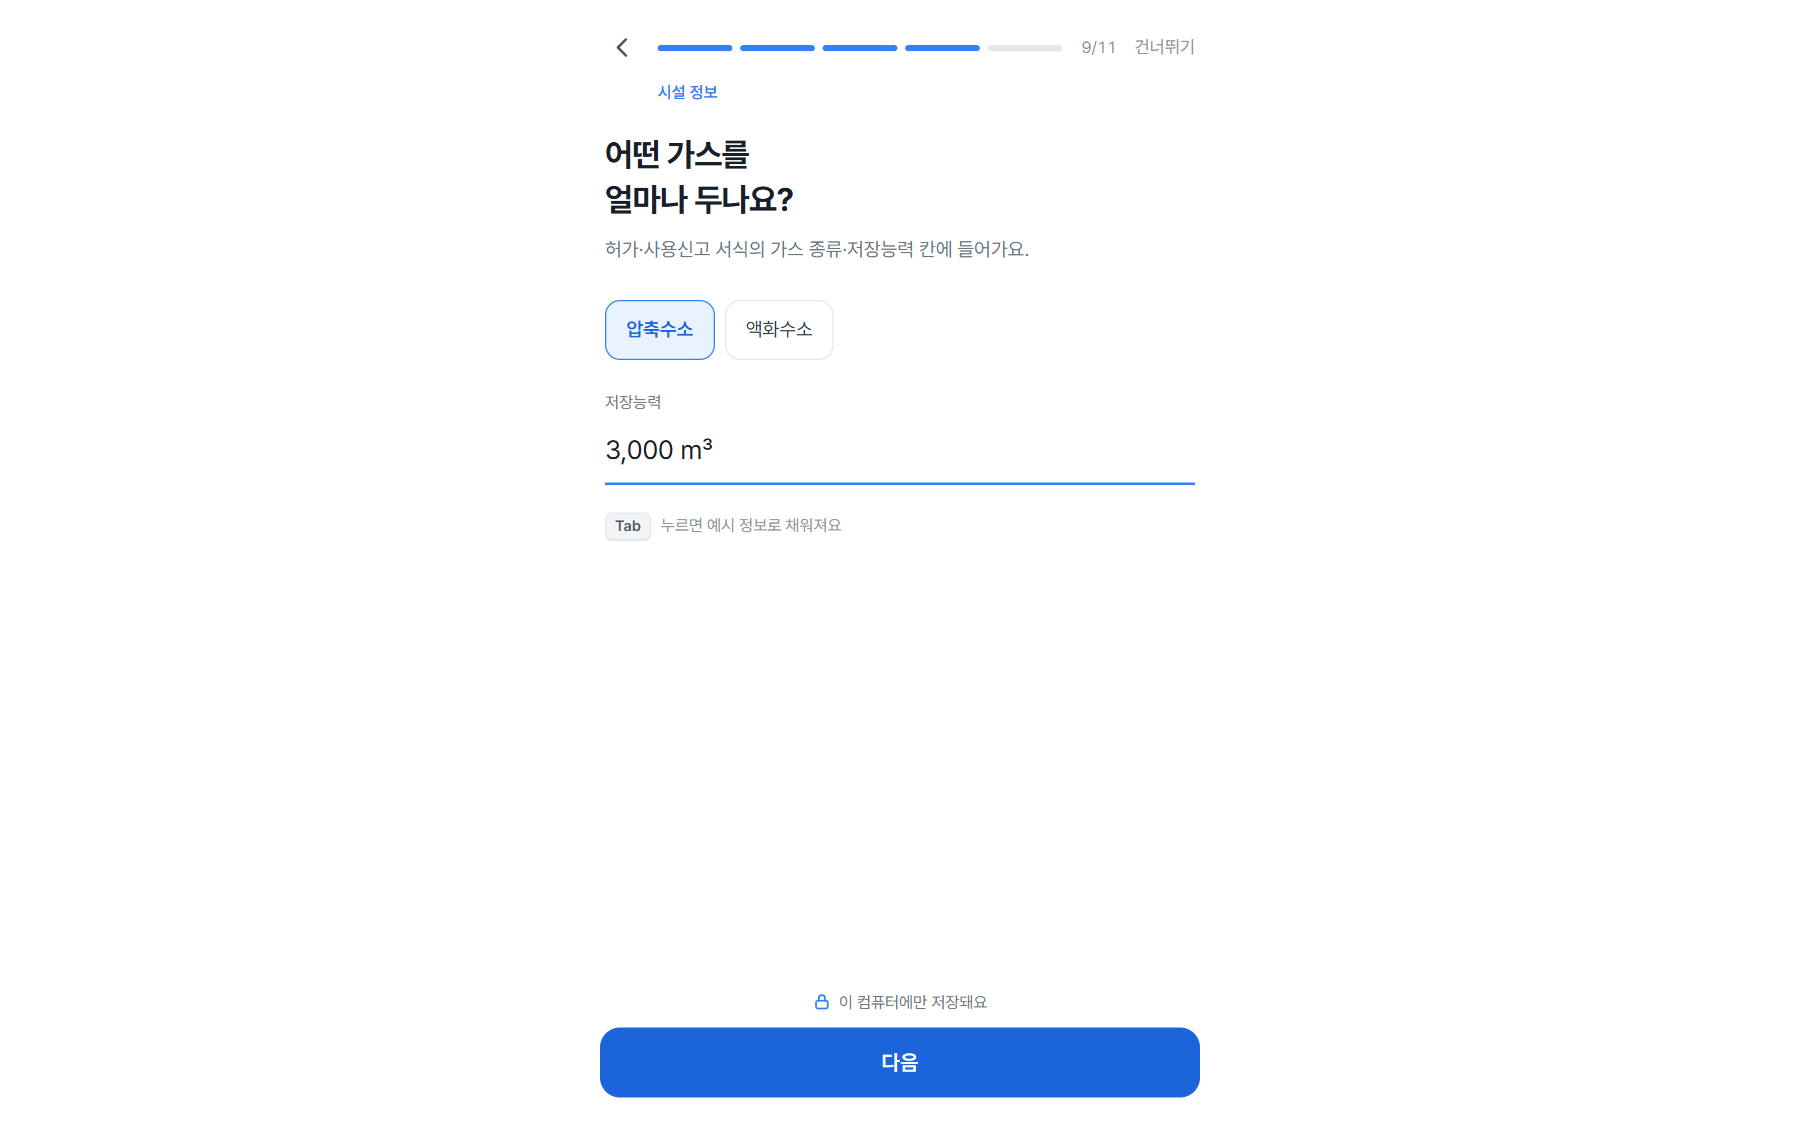 9/11 건너뛰기
시설 정보
어떤 가스를
얼마나 두나요?
허가·사용신고 서식의 가스 종류·저장능력 칸에 들어가요.
압축수소 액화수소
저장능력
3,000 m³
Tab 누르면 예시 정보로 채워져요
이 컴퓨터에만 저장돼요
다음